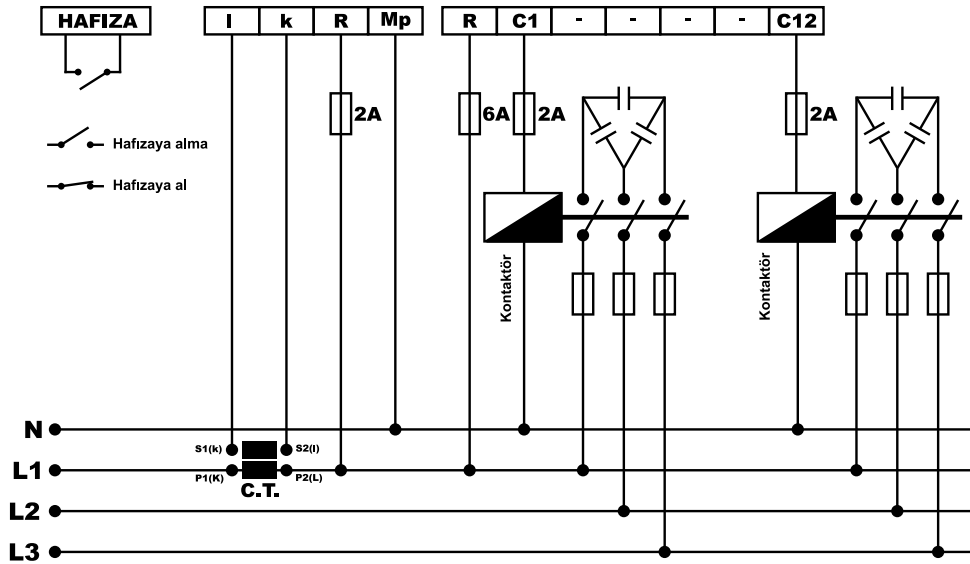 HAFIZA
l k R Mp
R C1 - - - - C12
2A
6A
2A
2A
Hafızaya alma
Hafızaya al
Kontaktör
Kontaktör
N
S1(k) S2(l)
L1
P1(K) P2(L)
C.T.
L2
L3